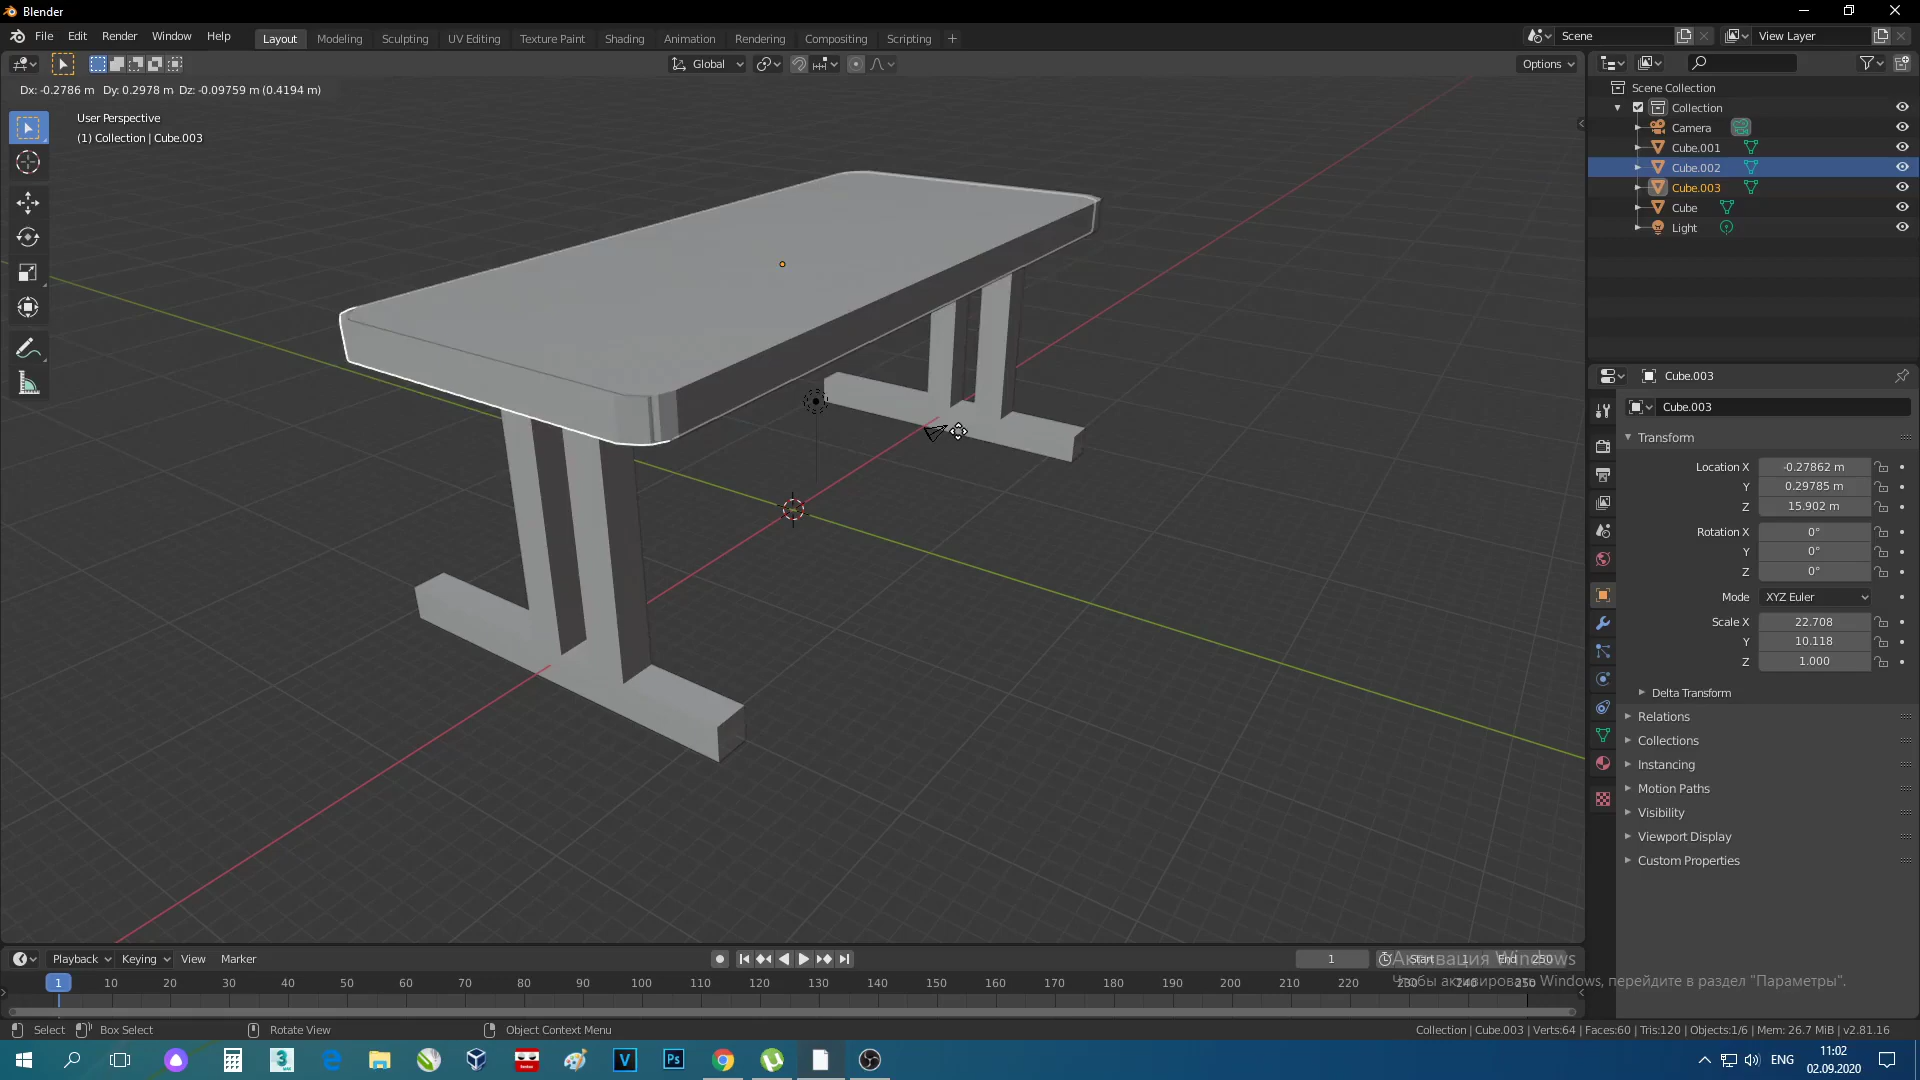 Blender
File Edit Render Window Help
Layout Modeling Sculpting UV Editing Texture Paint Shading Animation Rendering Compositing Scripting +
Scene
View Layer
Global
Options
Dx: -0.2786 m Dy: 0.2978 m Dz: -0.09759 m (0.4194 m)
User Perspective
(1) Collection | Cube.003
Scene Collection
Collection
Camera
Cube.001
Cube.002
Cube.003
Cube
Light
Cube.003
Cube.003
Transform
Location X -0.27862 m
Y 0.29785 m
Z 15.902 m
Rotation X 0°
Y 0°
Z 0°
Mode XYZ Euler
Scale X 22.708
Y 10.118
Z 1.000
Delta Transform
Relations
Collections
Instancing
Motion Paths
Visibility
Viewport Display
Custom Properties
Playback Keying View Marker
1 Start 1 End 250
Активация Windows
Чтобы активировать Windows, перейдите в раздел "Параметры".
1 10 20 30 40 50 60 70 80 90 100 110 120 130 140 150 160 170 180 190 200 210 220 230 240 250
Select Box Select Rotate View Object Context Menu
Collection | Cube.003 | Verts:64 | Faces:60 | Tris:120 | Objects:1/6 | Mem: 26.7 MiB | v2.81.16
3
V
Ps
ENG
11:02
02.09.2020